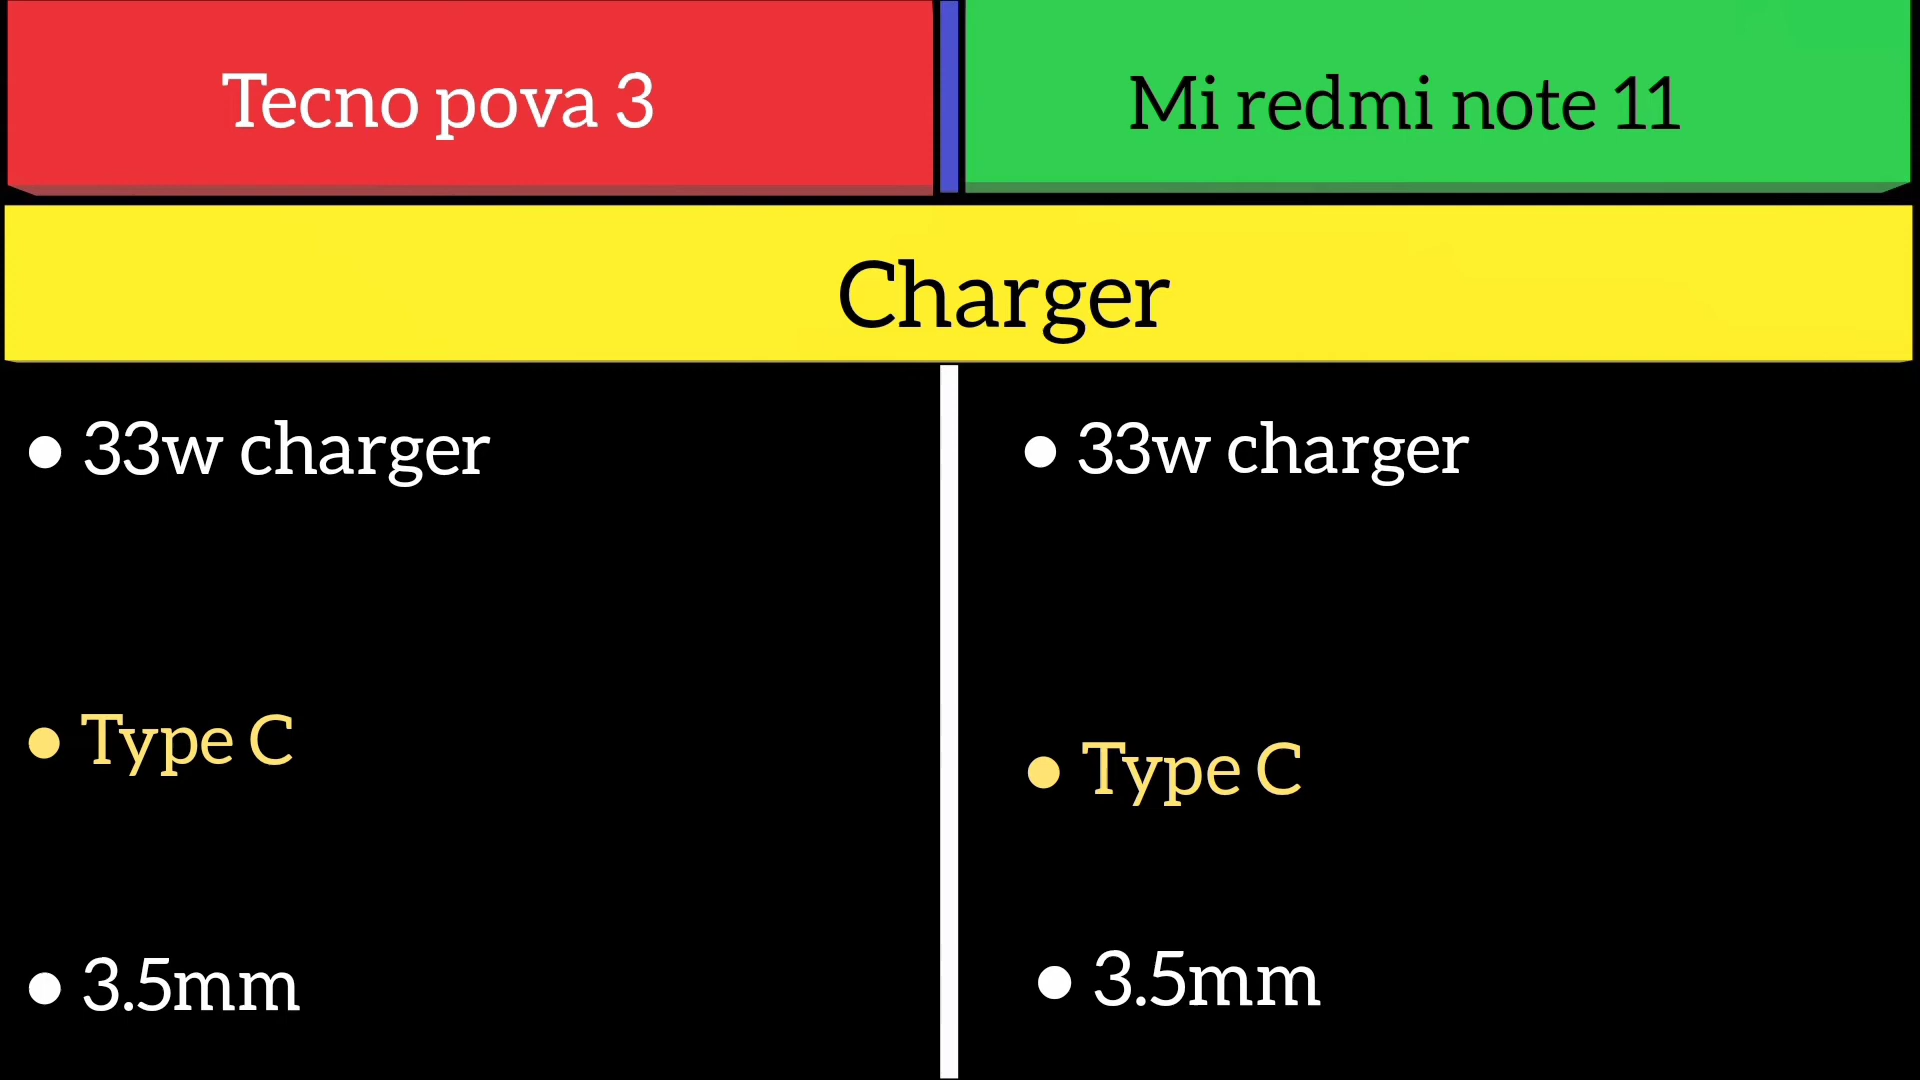 Tecno pova 3
Mi redmi note 11
Charger
● 33w charger
● 33w charger
● Type C
● Type C
● 3.5mm
● 3.5mm